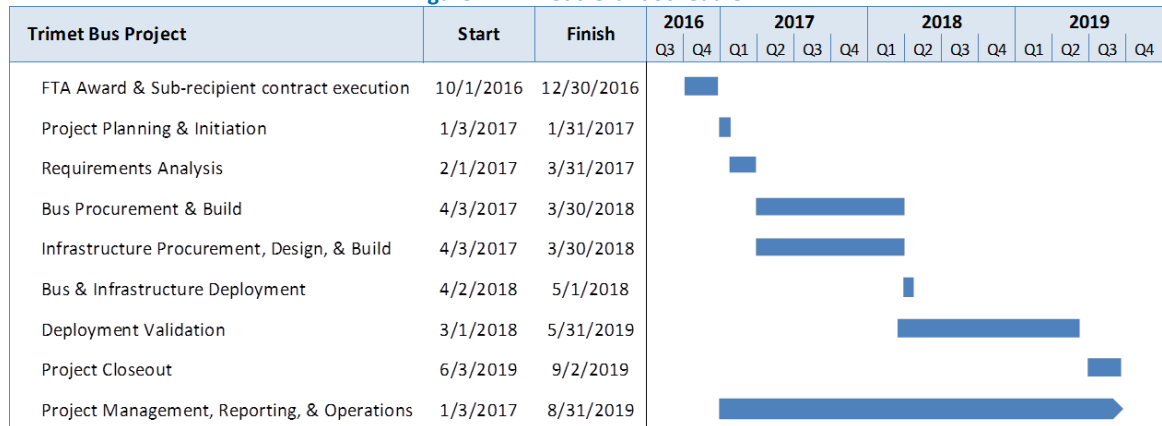 2016 2017 2018 2019
Trimet Bus Project Start Finish
Q3 Q4 Q1 Q2 Q3 Q4 Q1 Q2 Q3 Q4 Q1 Q2 Q3 Q4
FTA Award & Sub-recipient contract execution 10/1/2016 12/30/2016
Project Planning & Initiation 1/3/2017 1/31/2017
Requirements Analysis 2/1/2017 3/31/2017
Bus Procurement & Build 4/3/2017 3/30/2018
Infrastructure Procurement, Design, & Build 4/3/2017 3/30/2018
Bus & Infrastructure Deployment 4/2/2018 5/1/2018
Deployment Validation 3/1/2018 5/31/2019
Project Closeout 6/3/2019 9/2/2019
Project Management, Reporting, & Operations 1/3/2017 8/31/2019